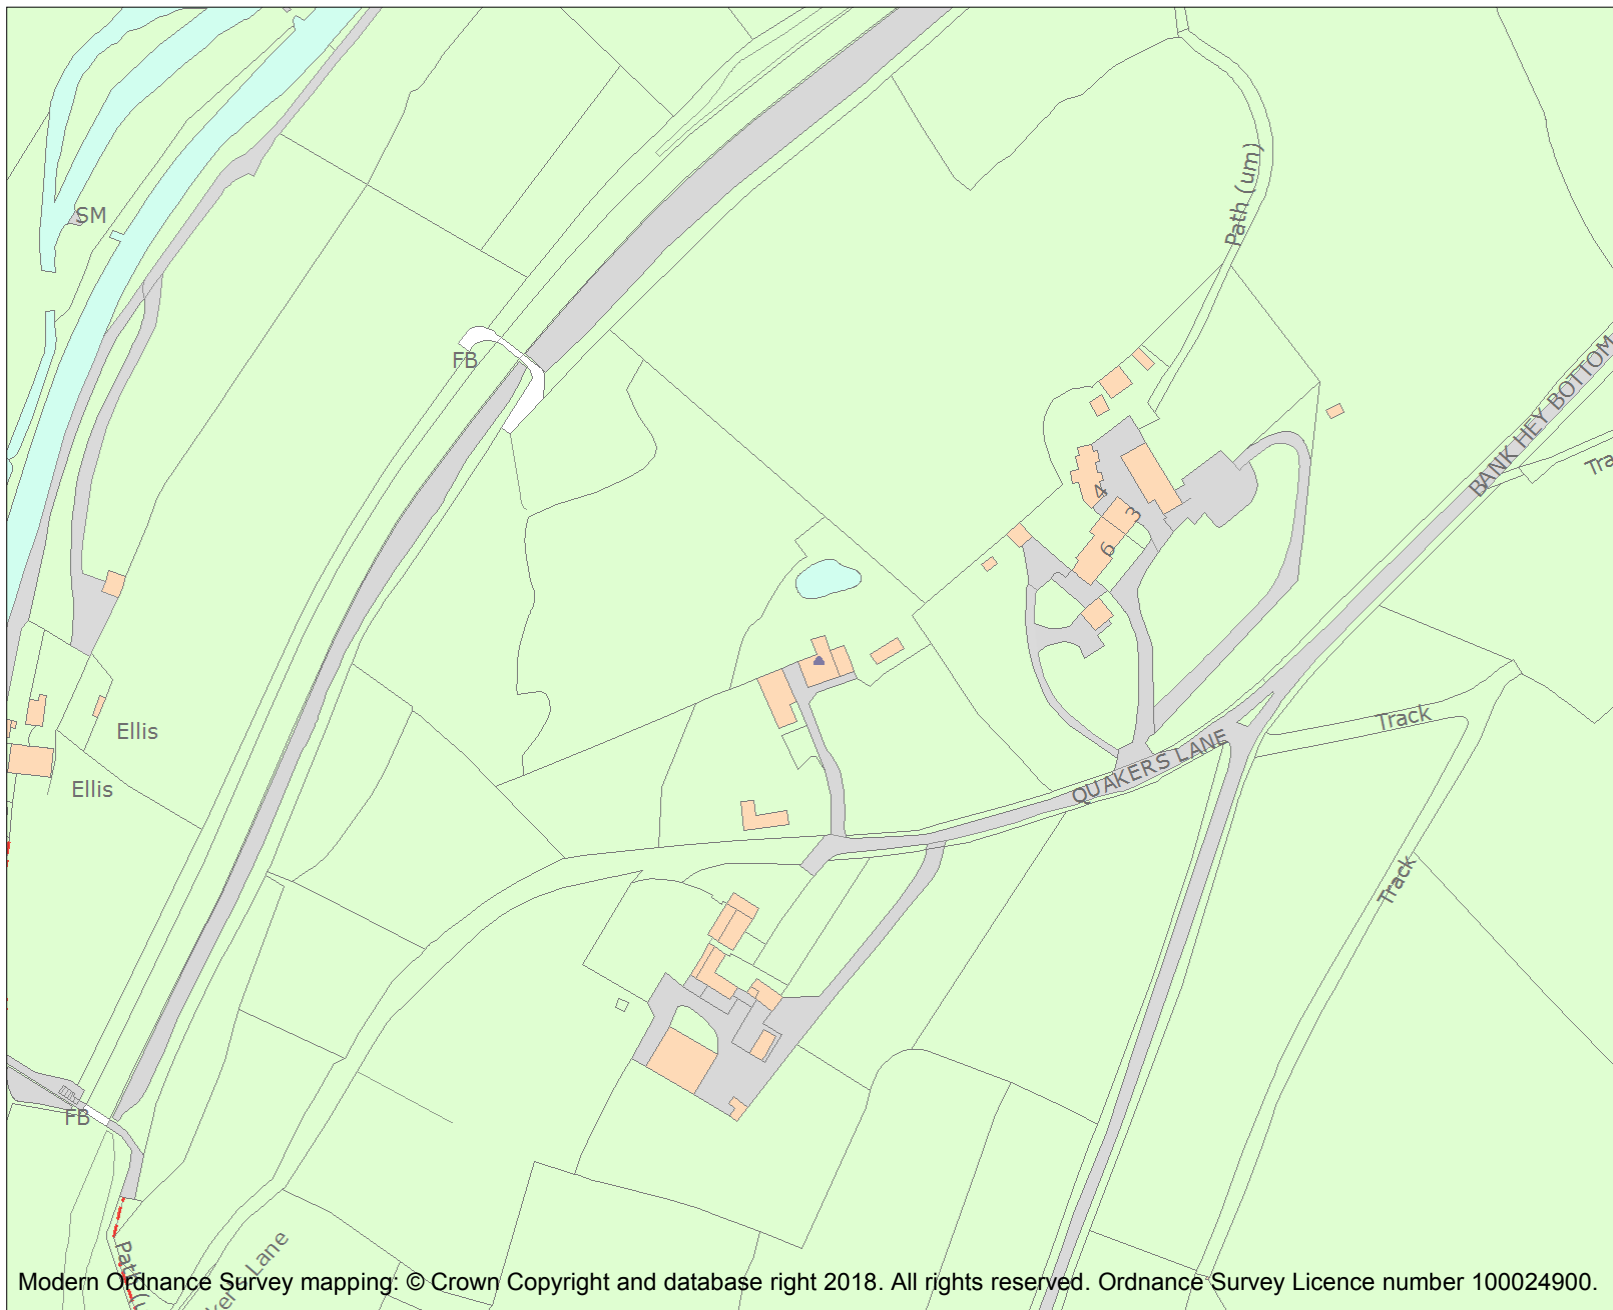 Path (um)
SM
FB
BANK HEY BOTTOM
4
3
6
Ellis
Ellis
Track
QUAKERS LANE
Track
FB
Lane
Modern Ordnance Survey mapping: © Crown Copyright and database right 2018. All rights reserved. Ordnance Survey Licence number 100024900.